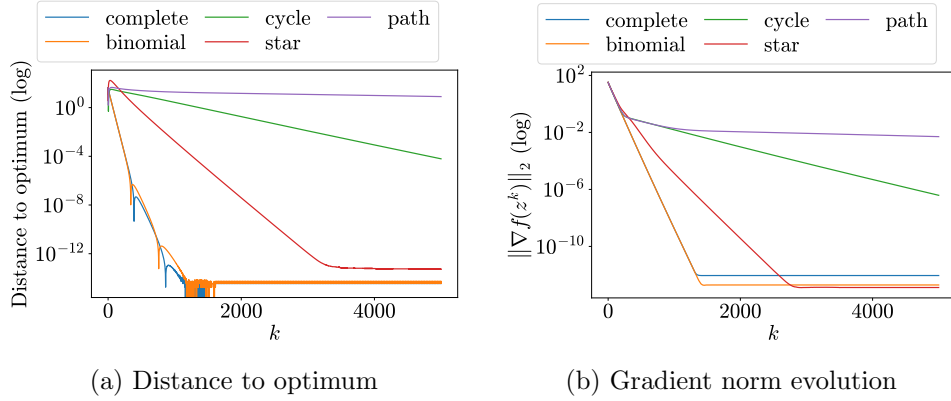 complete cycle path
binomial star
Distance to optimum (log)
10^0
10^{-4}
10^{-8}
10^{-12}
0 2000 4000
k
(a) Distance to optimum
complete cycle path
binomial star
||∇f(z^k)||_2 (log)
10^2
10^{-2}
10^{-6}
10^{-10}
0 2000 4000
k
(b) Gradient norm evolution